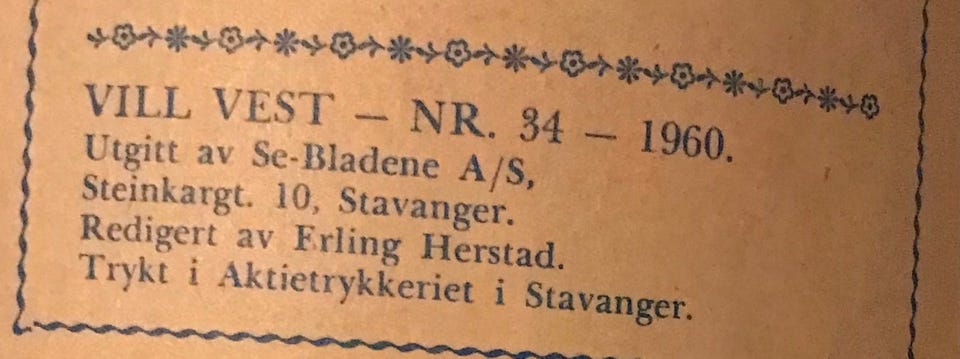 VILL VEST — NR. 34 — 1960.
Utgitt av Se-Bladene A/S,
Steinkargt. 10, Stavanger.
Redigert av Erling Herstad.
Trykt i Aktietrykkeriet i Stavanger.